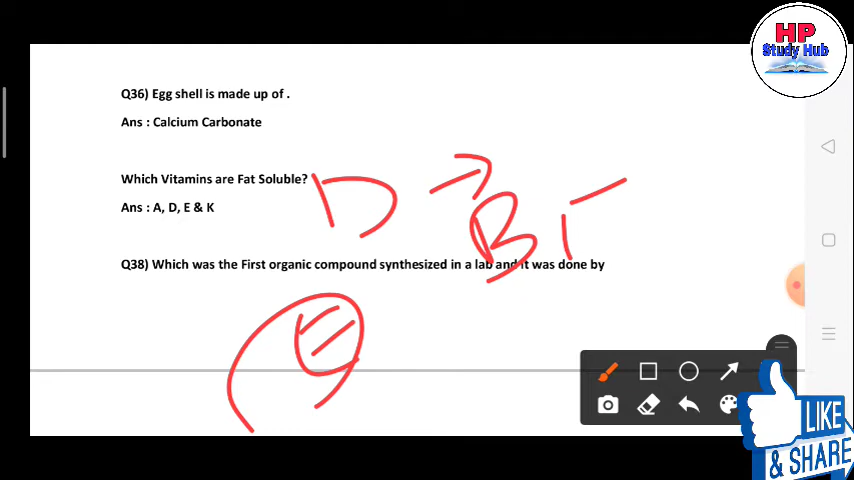 HP
Study Hub
Q36) Egg shell is made up of .
Ans : Calcium Carbonate
Which Vitamins are Fat Soluble?
Ans : A, D, E & K
D → B
Q38) Which was the First organic compound synthesized in a lab and it was done by
E
LIKE
& SHARE